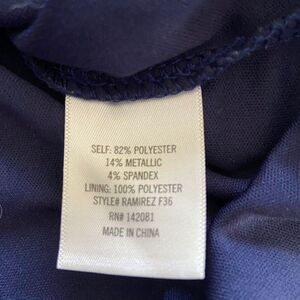 SELF: 82% POLYESTER
14% METALLIC
4% SPANDEX
LINING: 100% POLYESTER
STYLE# RAMIREZ F36
RN# 142081
MADE IN CHINA